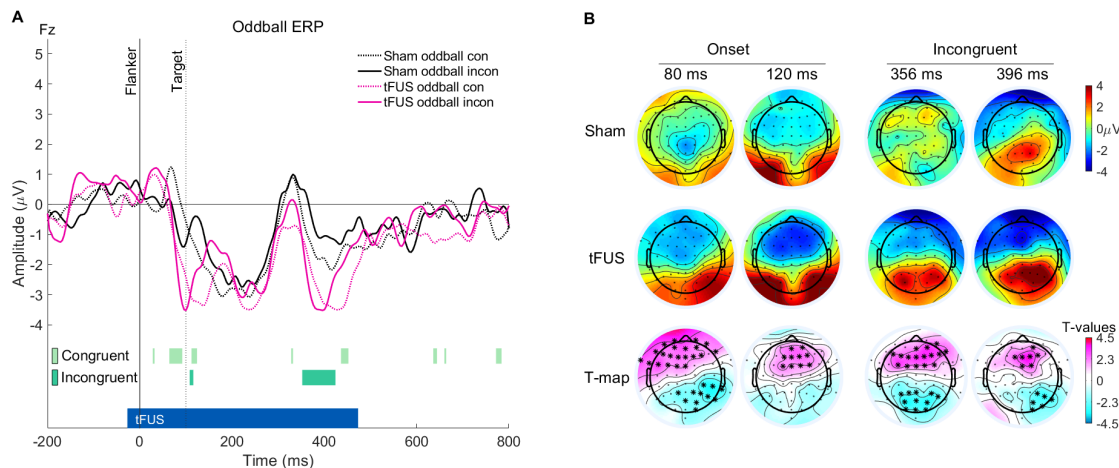 A
Fz
Oddball ERP
Flanker
Target
Sham oddball con
Sham oddball incon
tFUS oddball con
tFUS oddball incon
Amplitude (µV)
5
4
3
2
1
0
-1
-2
-3
-4
Congruent
Incongruent
tFUS
-200
0
200
400
600
800
Time (ms)
B
Onset
Incongruent
80 ms
120 ms
356 ms
396 ms
Sham
tFUS
T-map
4
2
0µV
-2
-4
T-values
4.5
2.3
0
-2.3
-4.5